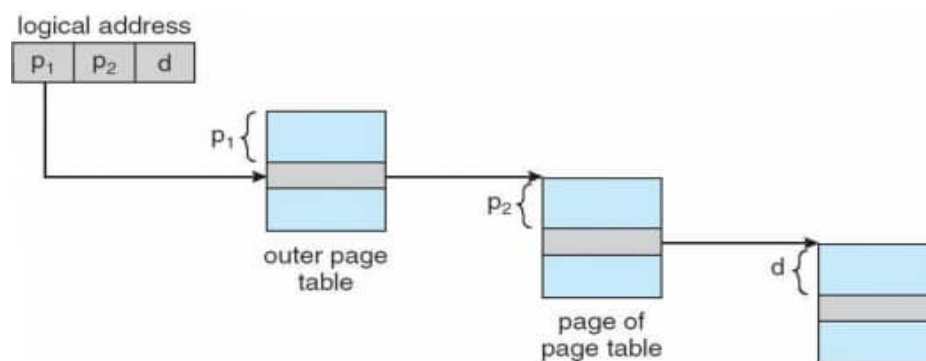 logical address
p₁ p₂ d
p₁
p₂
d
outer page
table
page of
page table